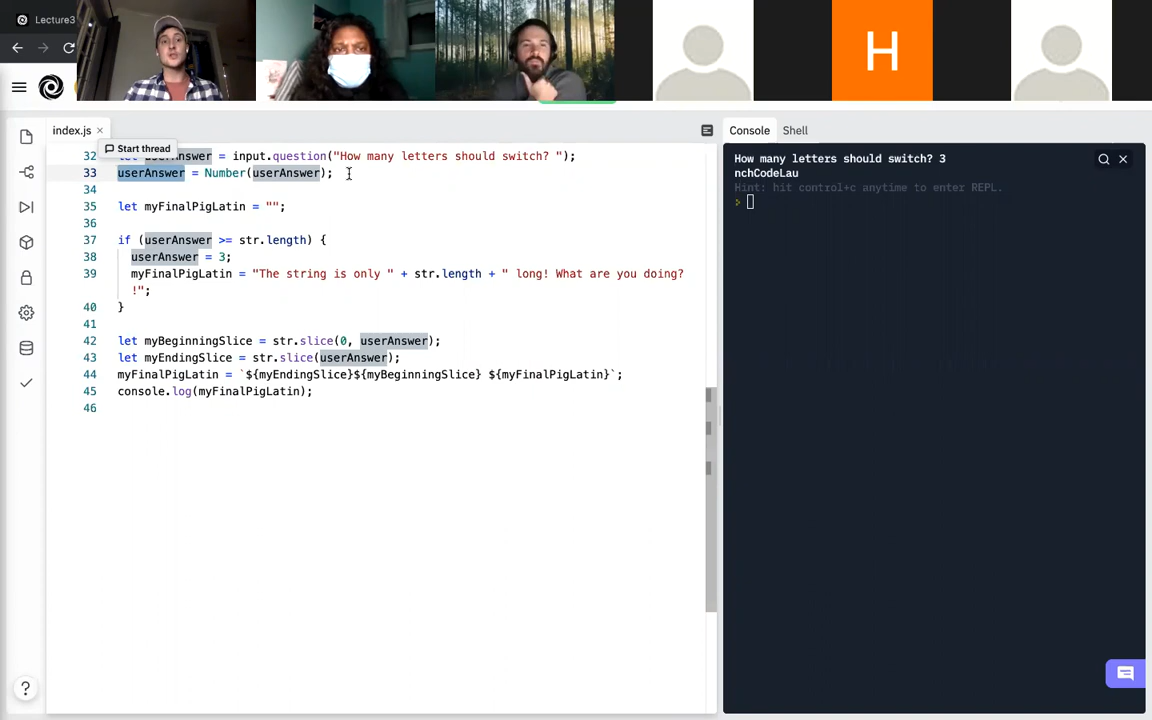 Lecture3
H
index.js ×
Start thread
Console
Shell
32 let userAnswer = input.question("How many letters should switch? ");
33 userAnswer = Number(userAnswer);
34
35 let myFinalPigLatin = "";
36
37 if (userAnswer >= str.length) {
38 userAnswer = 3;
39 myFinalPigLatin = "The string is only " + str.length + " long! What are you doing?
!";
40 }
41
42 let myBeginningSlice = str.slice(0, userAnswer);
43 let myEndingSlice = str.slice(userAnswer);
44 myFinalPigLatin = `${myEndingSlice}${myBeginningSlice} ${myFinalPigLatin}`;
45 console.log(myFinalPigLatin);
46
How many letters should switch? 3
nchCodeLau
Hint: hit control+c anytime to enter REPL.
>
?